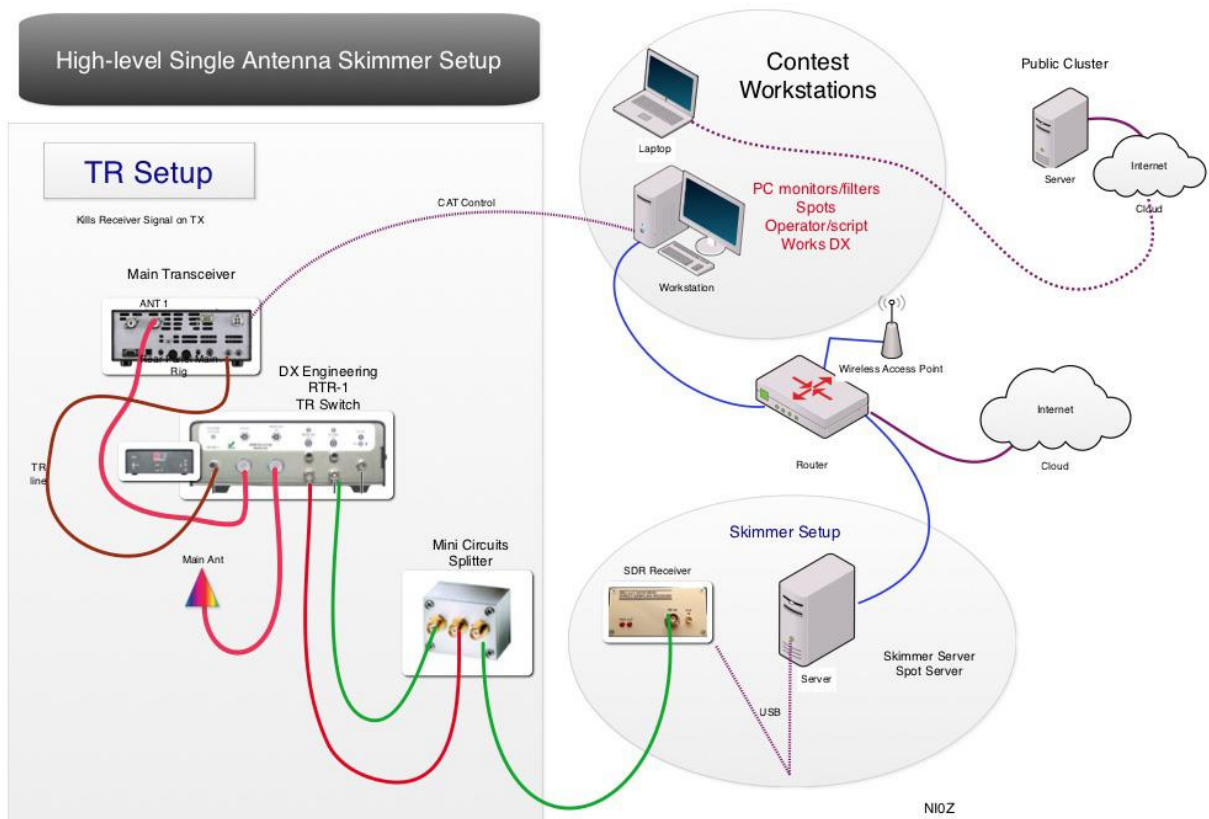 High-level Single Antenna Skimmer Setup
TR Setup
Kills Receiver Signal on TX
Main Transceiver
ANT 1
Rear Panel Main
Rig
CAT Control
DX Engineering
RTR-1
TR Switch
TR
line
Main Ant
Mini Circuits
Splitter
Contest
Workstations
Laptop
PC monitors/filters
Spots
Operator/script
Works DX
Workstation
Public Cluster
Server
Internet
Cloud
Wireless Access Point
Router
Internet
Cloud
Skimmer Setup
SDR Receiver
Server
Skimmer Server
Spot Server
USB
NI0Z